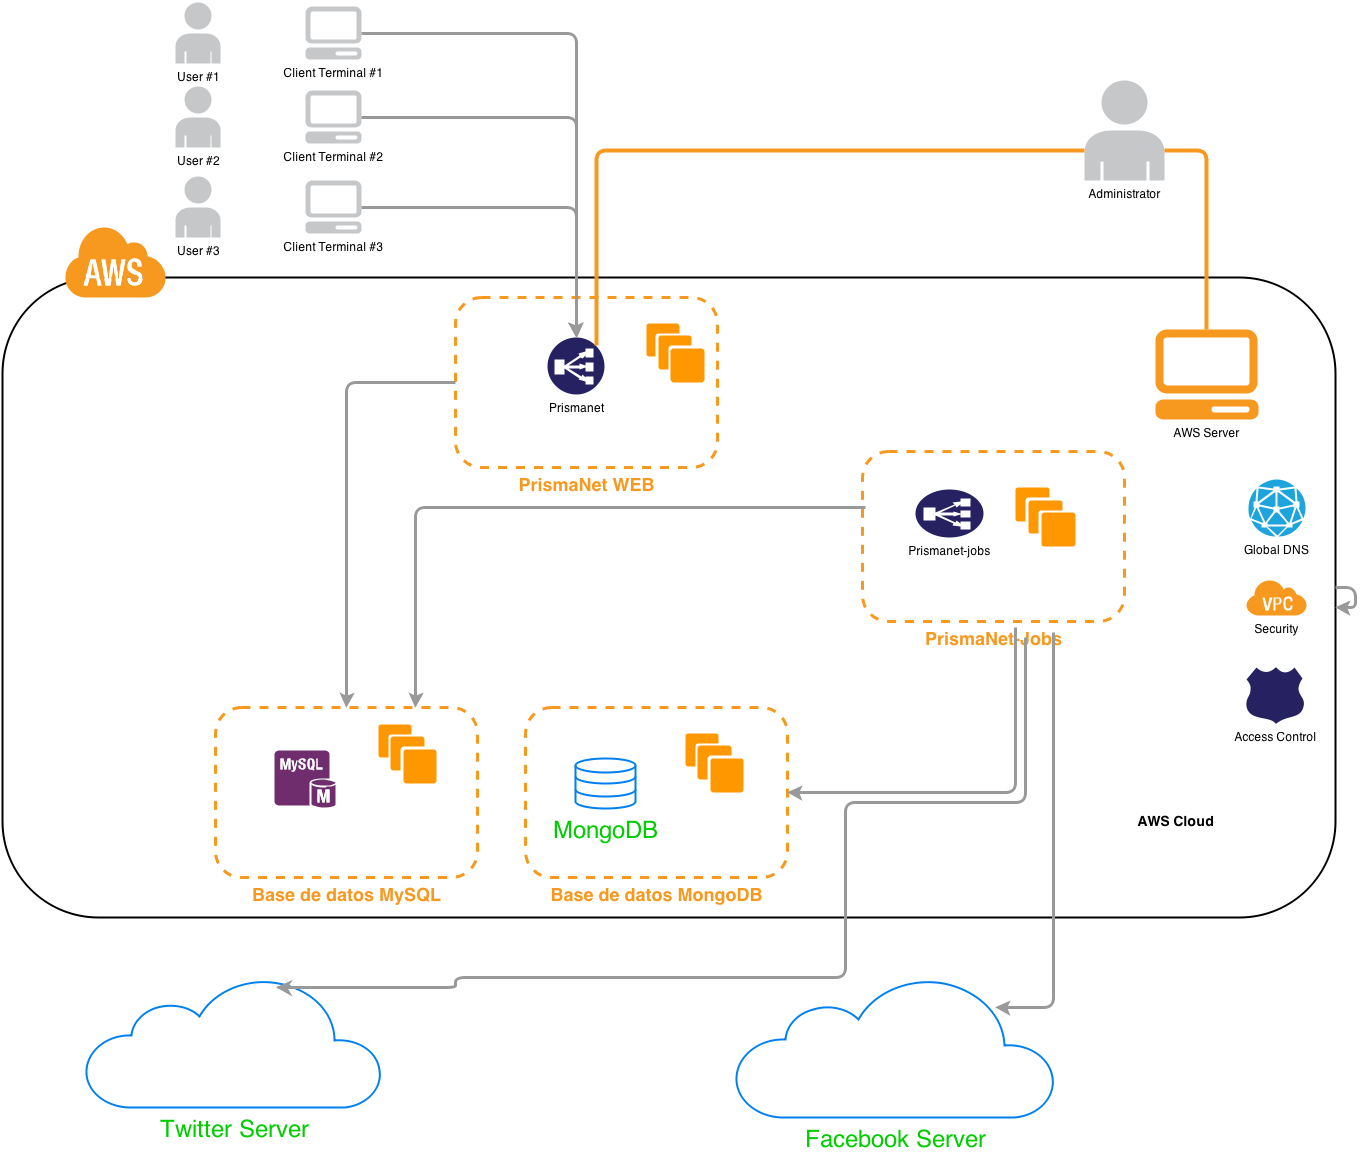 User #1
Client Terminal #1
User #2
Client Terminal #2
Administrator
User #3
Client Terminal #3
AWS
Prismanet
AWS Server
PrismaNet WEB
Prismanet-jobs
Global DNS
VPC
Security
PrismaNet-Jobs
Access Control
MySQL
M
MongoDB
AWS Cloud
Base de datos MySQL
Base de datos MongoDB
Twitter Server
Facebook Server